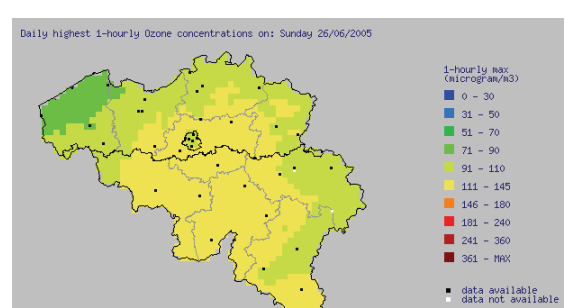 Daily highest 1-hourly Ozone concentrations on: Sunday 26/06/2005
1-hourly max
(microgram/m3)
0 - 30
31 - 50
51 - 70
71 - 90
91 - 110
111 - 145
146 - 180
181 - 240
241 - 360
361 - MAX
data available
data not available